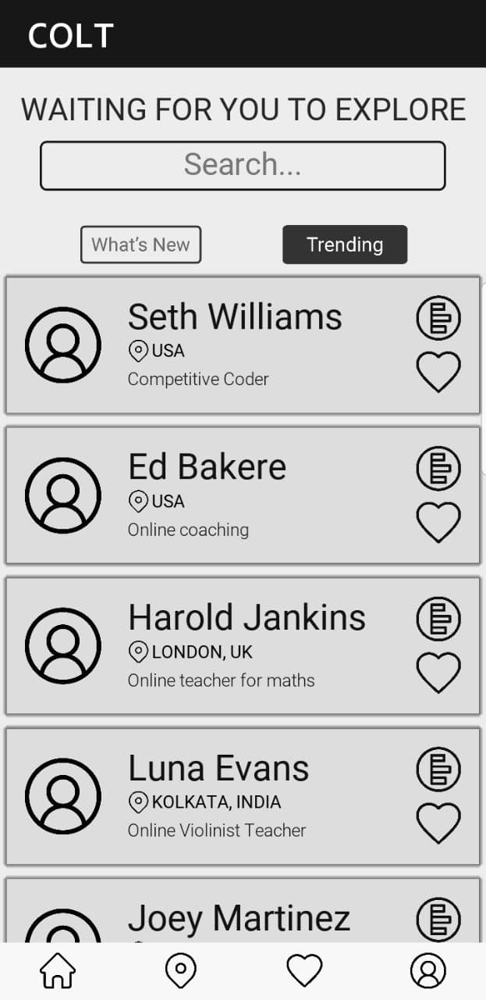 COLT
WAITING FOR YOU TO EXPLORE
Search...
What's New
Trending
Seth Williams
USA
Competitive Coder
Ed Bakere
USA
Online coaching
Harold Jankins
LONDON, UK
Online teacher for maths
Luna Evans
KOLKATA, INDIA
Online Violinist Teacher
Joey Martinez